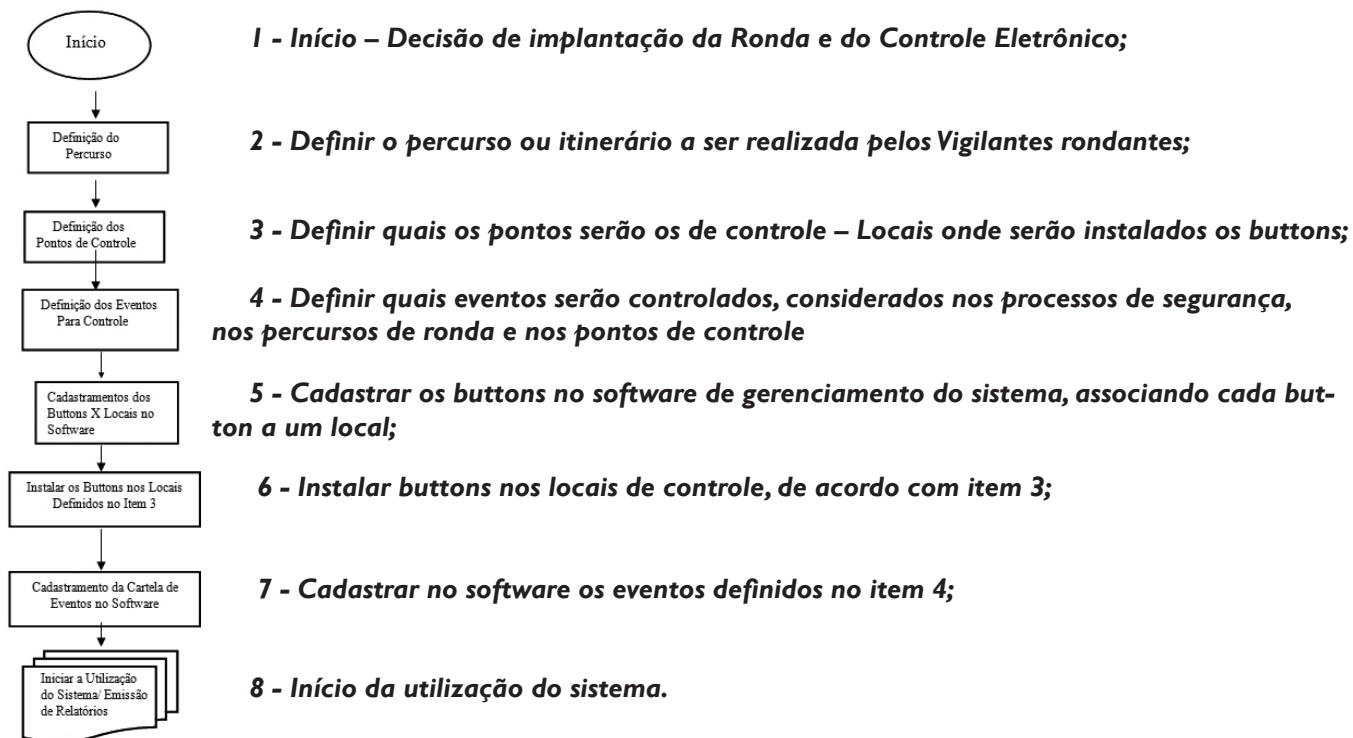 Início
1 - Início – Decisão de implantação da Ronda e do Controle Eletrônico;
Definição do
Percurso
2 - Definir o percurso ou itinerário a ser realizada pelos Vigilantes rondantes;
Definição dos
Pontos de Controle
3 - Definir quais os pontos serão os de controle – Locais onde serão instalados os buttons;
Definição dos Eventos
Para Controle
4 - Definir quais eventos serão controlados, considerados nos processos de segurança,
nos percursos de ronda e nos pontos de controle
Cadastramentos dos
Buttons X Locais no
Software
5 - Cadastrar os buttons no software de gerenciamento do sistema, associando cada but-
ton a um local;
Instalar os Buttons nos Locais
Definidos no Item 3
6 - Instalar buttons nos locais de controle, de acordo com item 3;
Cadastramento da Cartela de
Eventos no Software
7 - Cadastrar no software os eventos definidos no item 4;
Iniciar a Utilização
do Sistema/ Emissão
de Relatórios
8 - Início da utilização do sistema.